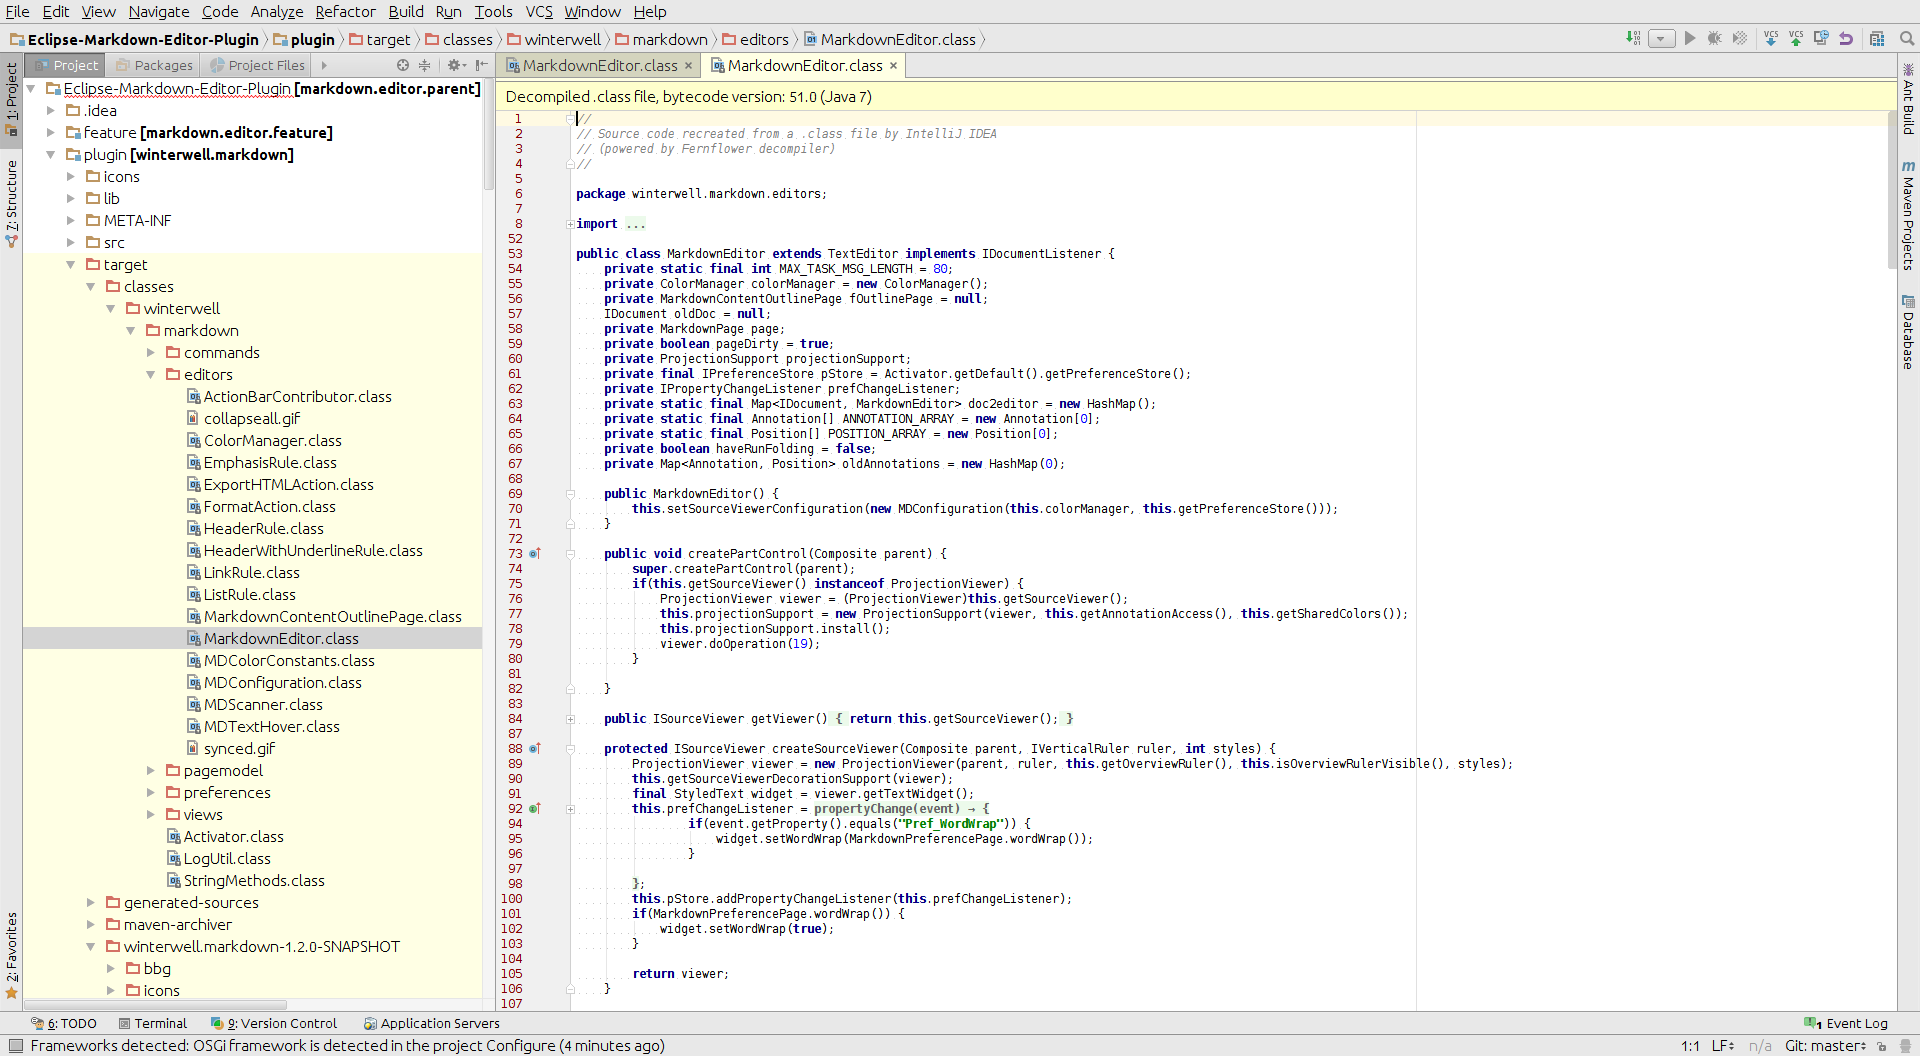 File Edit View Navigate Code Analyze Refactor Build Run Tools VCS Window Help
Eclipse-Markdown-Editor-Plugin plugin target classes winterwell markdown editors MarkdownEditor.class
Project Packages Project Files
MarkdownEditor.class × MarkdownEditor.class ×
1: Project
7: Structure
2: Favorites
Eclipse-Markdown-Editor-Plugin [markdown.editor.parent]
.idea
feature [markdown.editor.feature]
plugin [winterwell.markdown]
icons
lib
META-INF
src
target
classes
winterwell
markdown
commands
editors
ActionBarContributor.class
collapseall.gif
ColorManager.class
EmphasisRule.class
ExportHTMLAction.class
FormatAction.class
HeaderRule.class
HeaderWithUnderlineRule.class
LinkRule.class
ListRule.class
MarkdownContentOutlinePage.class
MarkdownEditor.class
MDColorConstants.class
MDConfiguration.class
MDScanner.class
MDTextHover.class
synced.gif
pagemodel
preferences
views
Activator.class
LogUtil.class
StringMethods.class
generated-sources
maven-archiver
winterwell.markdown-1.2.0-SNAPSHOT
bbg
icons
Decompiled .class file, bytecode version: 51.0 (Java 7)
1 //
2 // Source code recreated from a .class file by IntelliJ IDEA
3 // (powered by Fernflower decompiler)
4 //
5
6 package winterwell.markdown.editors;
7
8 import ...
52
53 public class MarkdownEditor extends TextEditor implements IDocumentListener {
54 private static final int MAX_TASK_MSG_LENGTH = 80;
55 private ColorManager colorManager = new ColorManager();
56 private MarkdownContentOutlinePage fOutlinePage = null;
57 IDocument oldDoc = null;
58 private MarkdownPage page;
59 private boolean pageDirty = true;
60 private ProjectionSupport projectionSupport;
61 private final IPreferenceStore pStore = Activator.getDefault().getPreferenceStore();
62 private IPropertyChangeListener prefChangeListener;
63 private static final Map<IDocument, MarkdownEditor> doc2editor = new HashMap();
64 private static final Annotation[] ANNOTATION_ARRAY = new Annotation[0];
65 private static final Position[] POSITION_ARRAY = new Position[0];
66 private boolean haveRunFolding = false;
67 private Map<Annotation, Position> oldAnnotations = new HashMap(0);
68
69 public MarkdownEditor() {
70 this.setSourceViewerConfiguration(new MDConfiguration(this.colorManager, this.getPreferenceStore()));
71 }
72
73 public void createPartControl(Composite parent) {
74 super.createPartControl(parent);
75 if(this.getSourceViewer() instanceof ProjectionViewer) {
76 ProjectionViewer viewer = (ProjectionViewer)this.getSourceViewer();
77 this.projectionSupport = new ProjectionSupport(viewer, this.getAnnotationAccess(), this.getSharedColors());
78 this.projectionSupport.install();
79 viewer.doOperation(19);
80 }
81
82 }
83
84 public ISourceViewer getViewer() { return this.getSourceViewer(); }
87
88 protected ISourceViewer createSourceViewer(Composite parent, IVerticalRuler ruler, int styles) {
89 ProjectionViewer viewer = new ProjectionViewer(parent, ruler, this.getOverviewRuler(), this.isOverviewRulerVisible(), styles);
90 this.getSourceViewerDecorationSupport(viewer);
91 final StyledText widget = viewer.getTextWidget();
92 this.prefChangeListener = propertyChange(event) → {
94 if(event.getProperty().equals("Pref_WordWrap")) {
95 widget.setWordWrap(MarkdownPreferencePage.wordWrap());
96 }
97
98 };
100 this.pStore.addPropertyChangeListener(this.prefChangeListener);
101 if(MarkdownPreferencePage.wordWrap()) {
102 widget.setWordWrap(true);
103 }
104
105 return viewer;
106 }
107
Ant Build
Maven Projects
Database
6: TODO Terminal 9: Version Control Application Servers 1 Event Log
Frameworks detected: OSGi framework is detected in the project Configure (4 minutes ago) 1:1 LF n/a Git: master